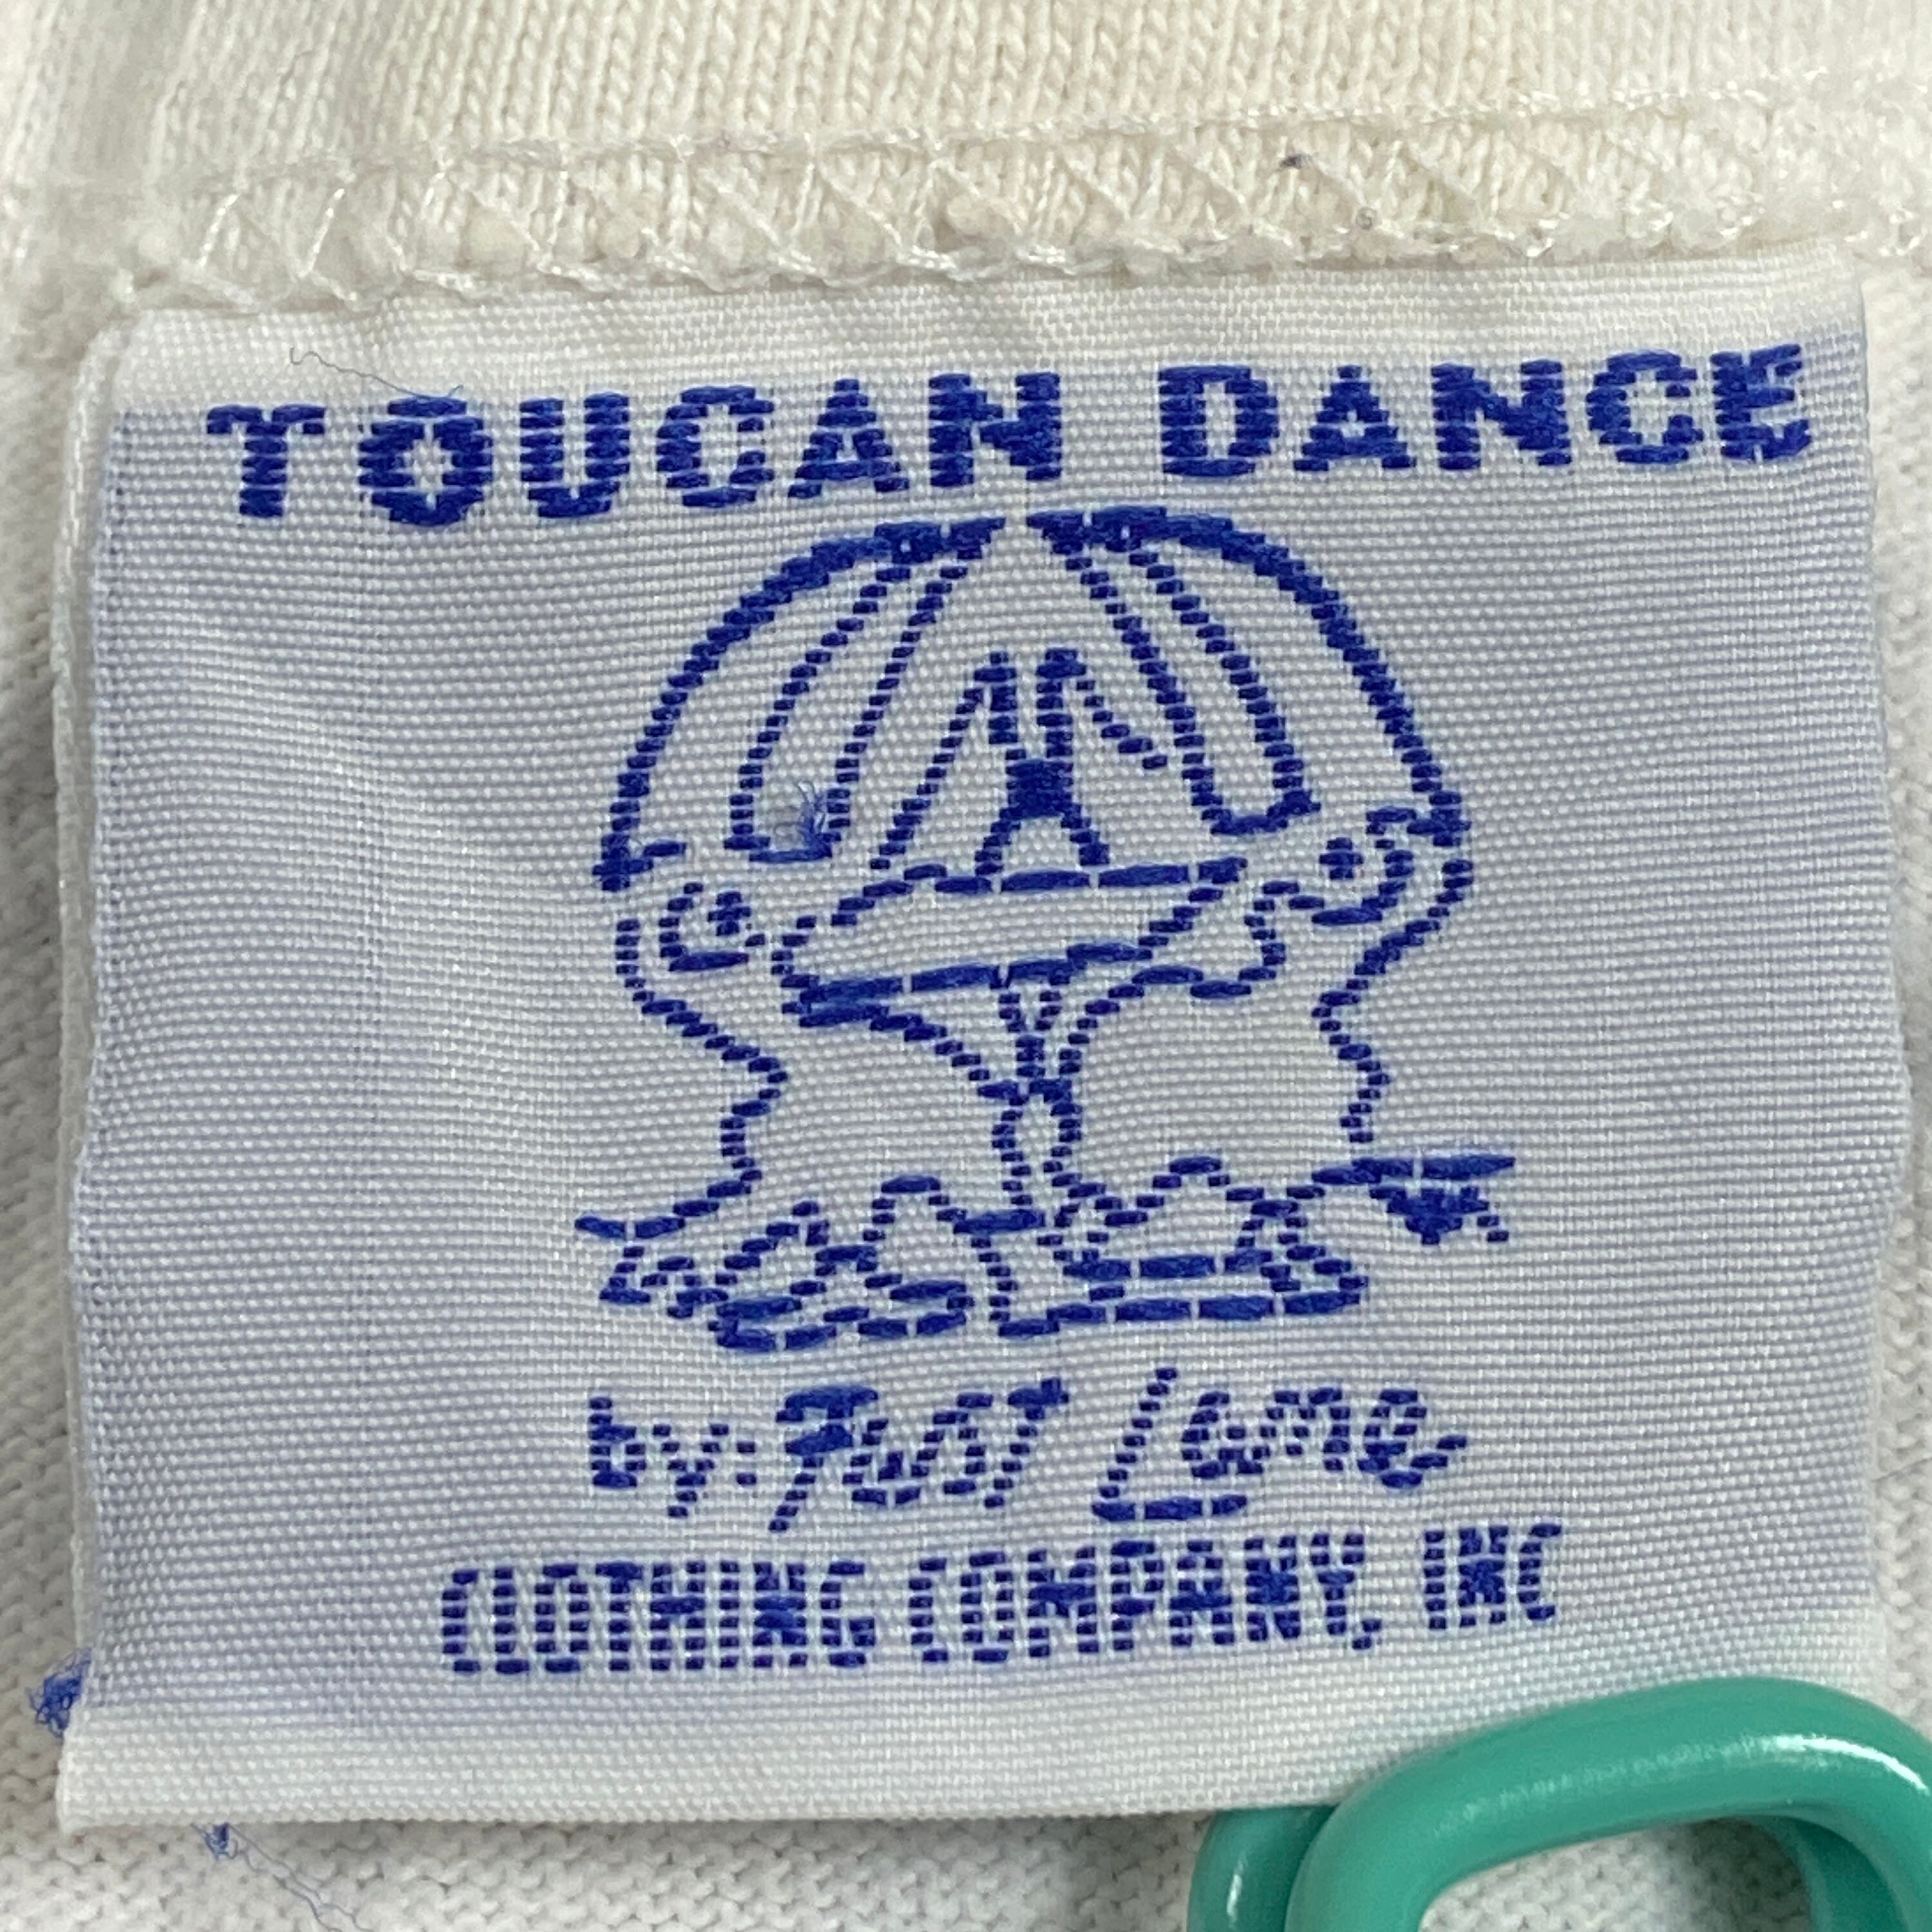 TOUCAN DANCE
by: Fast Lane
CLOTHING COMPANY, INC